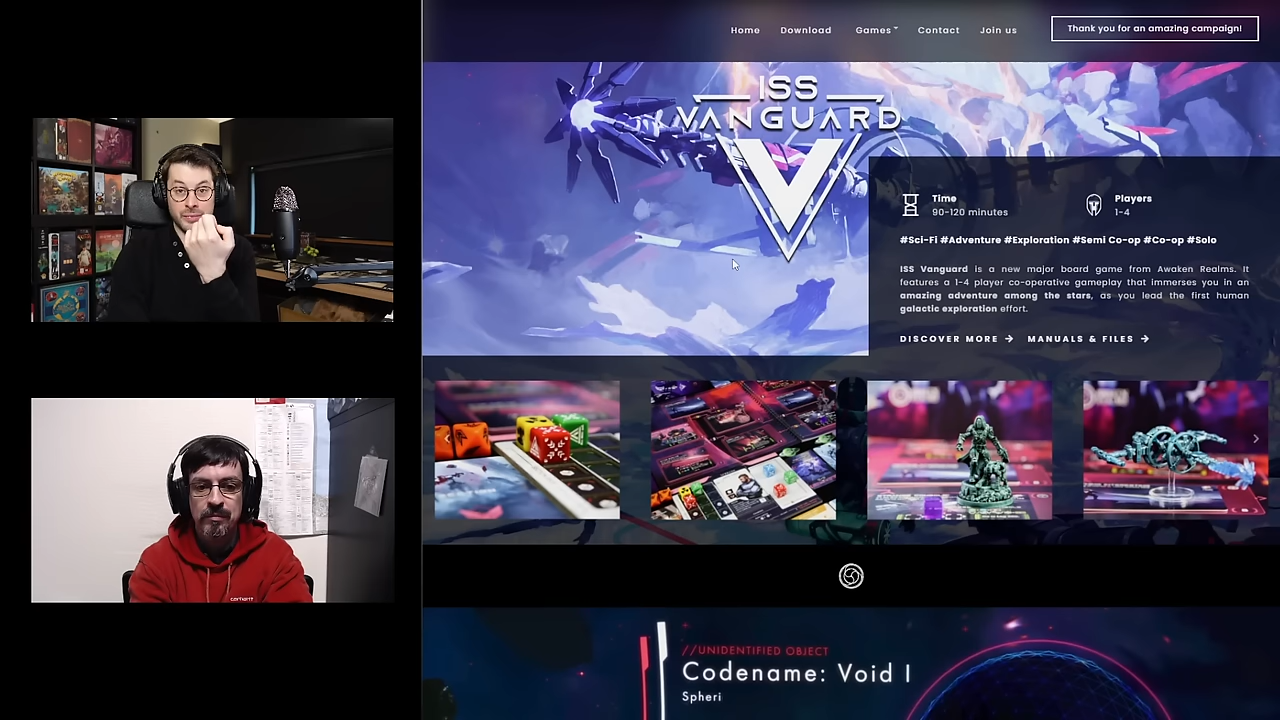 Home Download Games Contact Join us Thank you for an amazing campaign!
ISS
VANGUARD
Time
90-120 minutes
Players
1-4
#Sci-Fi #Adventure #Exploration #Semi Co-op #Co-op #Solo
ISS Vanguard is a new major board game from Awaken Realms. It
features a 1-4 player co-operative gameplay that immerses you in an
amazing adventure among the stars, as you lead the first human
galactic exploration effort.
DISCOVER MORE → MANUALS & FILES →
carhartt
//UNIDENTIFIED OBJECT
Codename: Void I
Spheri